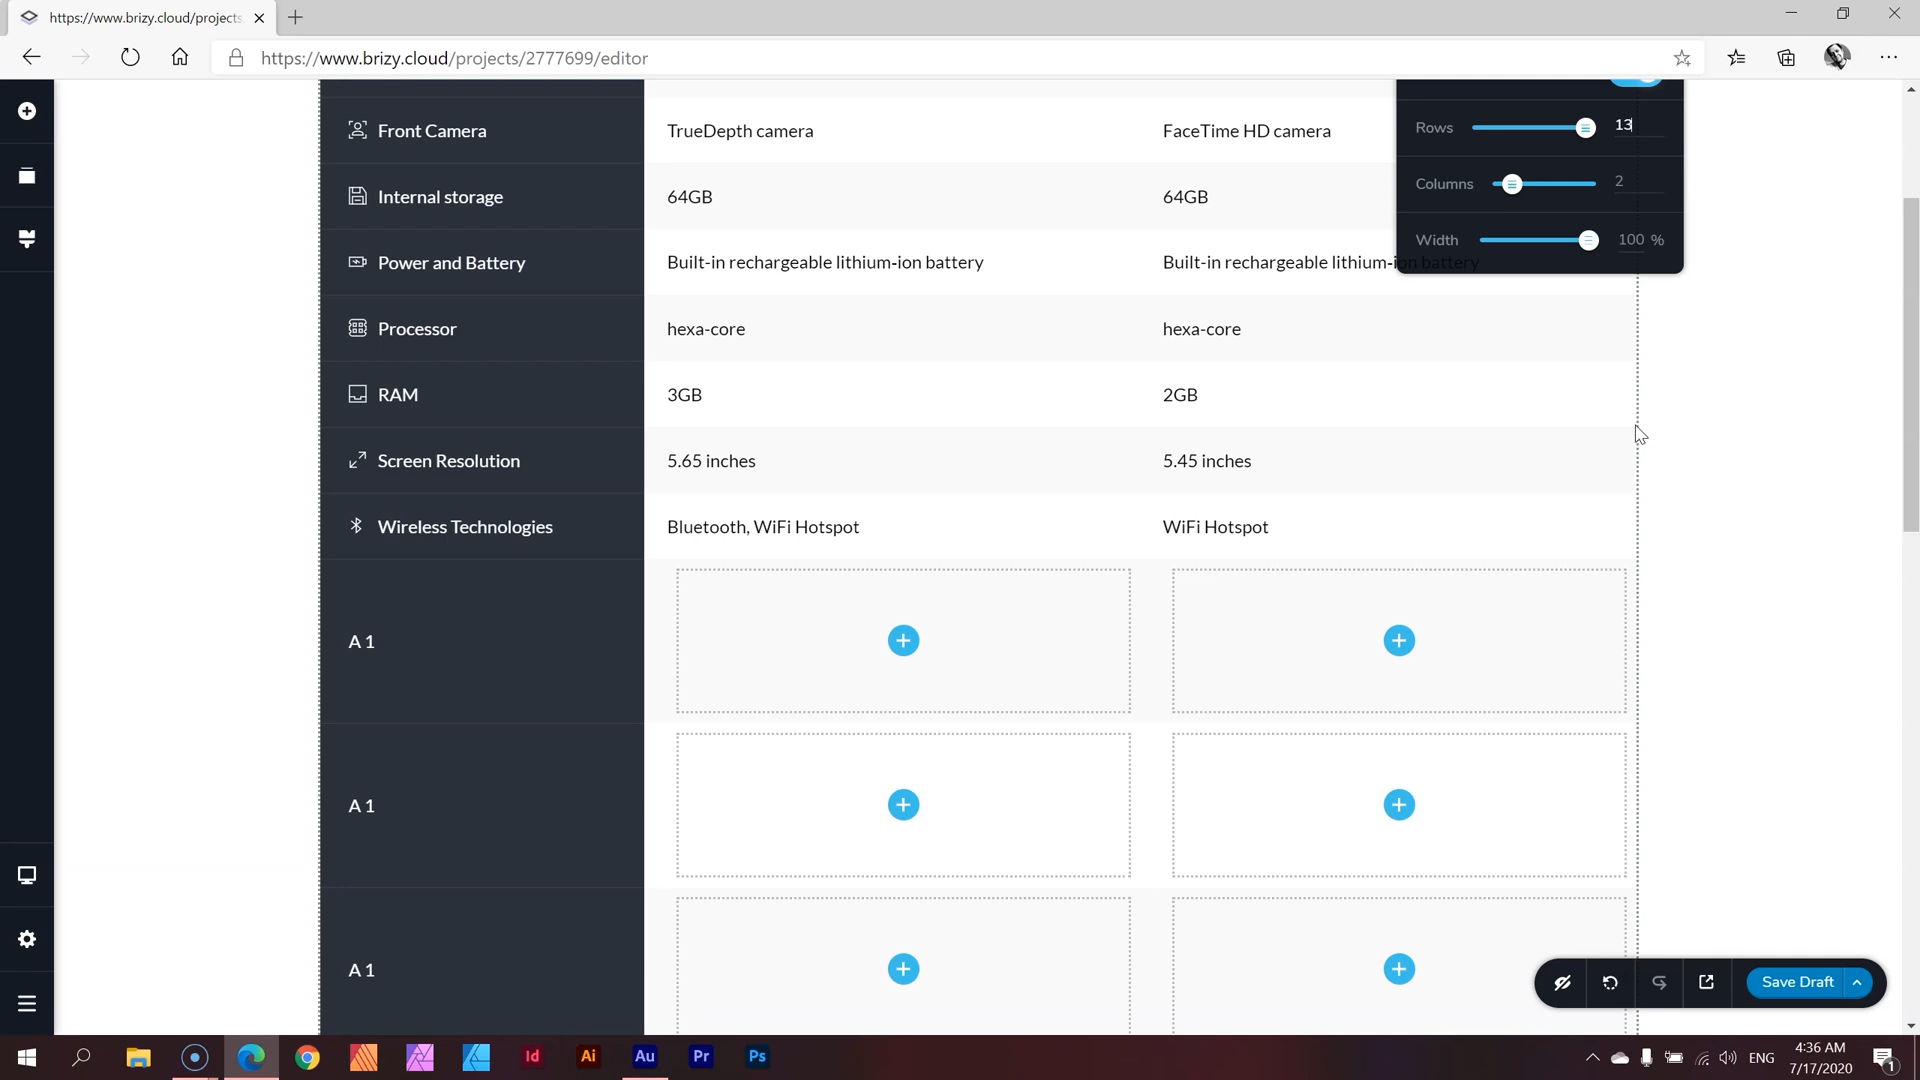 https://www.brizy.cloud/projects
https://www.brizy.cloud/projects/2777699/editor
Front Camera TrueDepth camera FaceTime HD camera
Rows 13
Internal storage 64GB 64GB
Columns 2
Width 100 %
Power and Battery Built-in rechargeable lithium-ion battery Built-in rechargeable lithium-ion battery
Processor hexa-core hexa-core
RAM 3GB 2GB
Screen Resolution 5.65 inches 5.45 inches
Wireless Technologies Bluetooth, WiFi Hotspot WiFi Hotspot
A 1
A 1
A 1
Save Draft
Id Ai Au Pr Ps
ENG
4:36 AM
7/17/2020
1